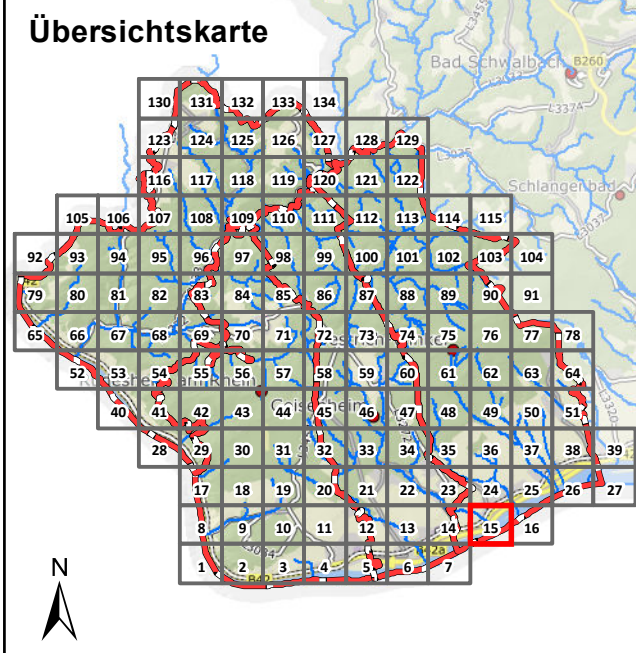 Übersichtskarte
Bad Schwalbach
B260
L3374
L3035
Schlangenbad
L3037
130 131 132 133 134
123 124 125 126 127 128 129
116 117 118 119 120 121 122
105 106 107 108 109 110 111 112 113 114 115
92 93 94 95 96 97 98 99 100 101 102 103 104
79 80 81 82 83 84 85 86 87 88 89 90 91
65 66 67 68 69 70 71 72 73 74 75 76 77 78
52 53 54 55 56 57 58 59 60 61 62 63 64
40 41 42 43 44 45 46 47 48 49 50 51
28 29 30 31 32 33 34 35 36 37 38 39
17 18 19 20 21 22 23 24 25 26 27
8 9 10 11 12 13 14 15 16
1 2 3 4 5 6 7
L3034
B42
B42a
N